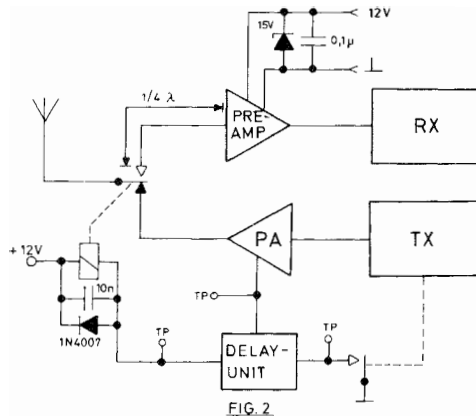 15V
12V
0,1µ
1/4 λ
PRE-
AMP
RX
PA
TX
+12V
10n
1N4007
TP
TP
TP
DELAY-
UNIT
FIG. 2